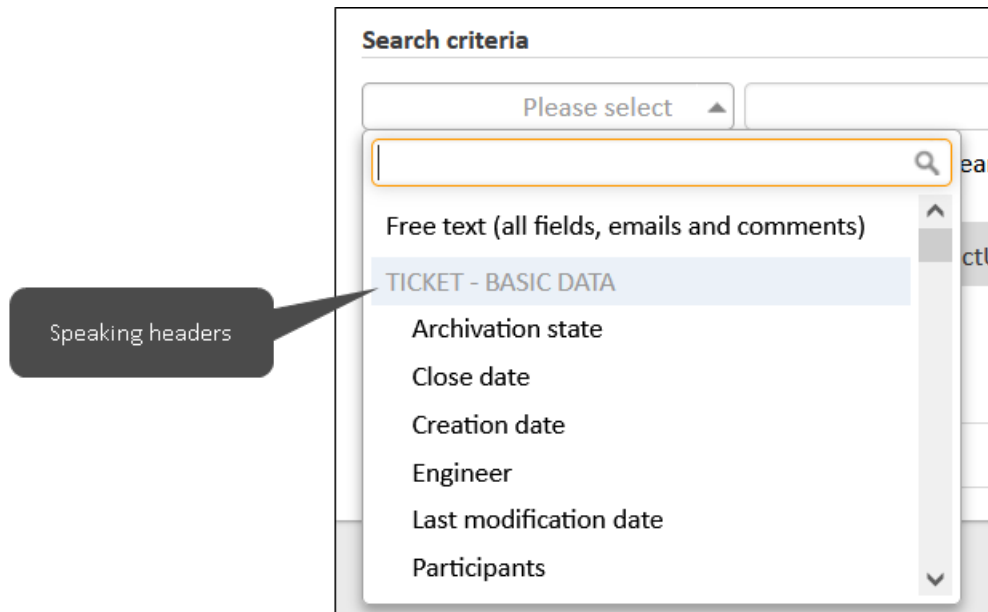 Search criteria
Please select
Free text (all fields, emails and comments)
TICKET - BASIC DATA
Speaking headers
Archivation state
Close date
Creation date
Engineer
Last modification date
Participants